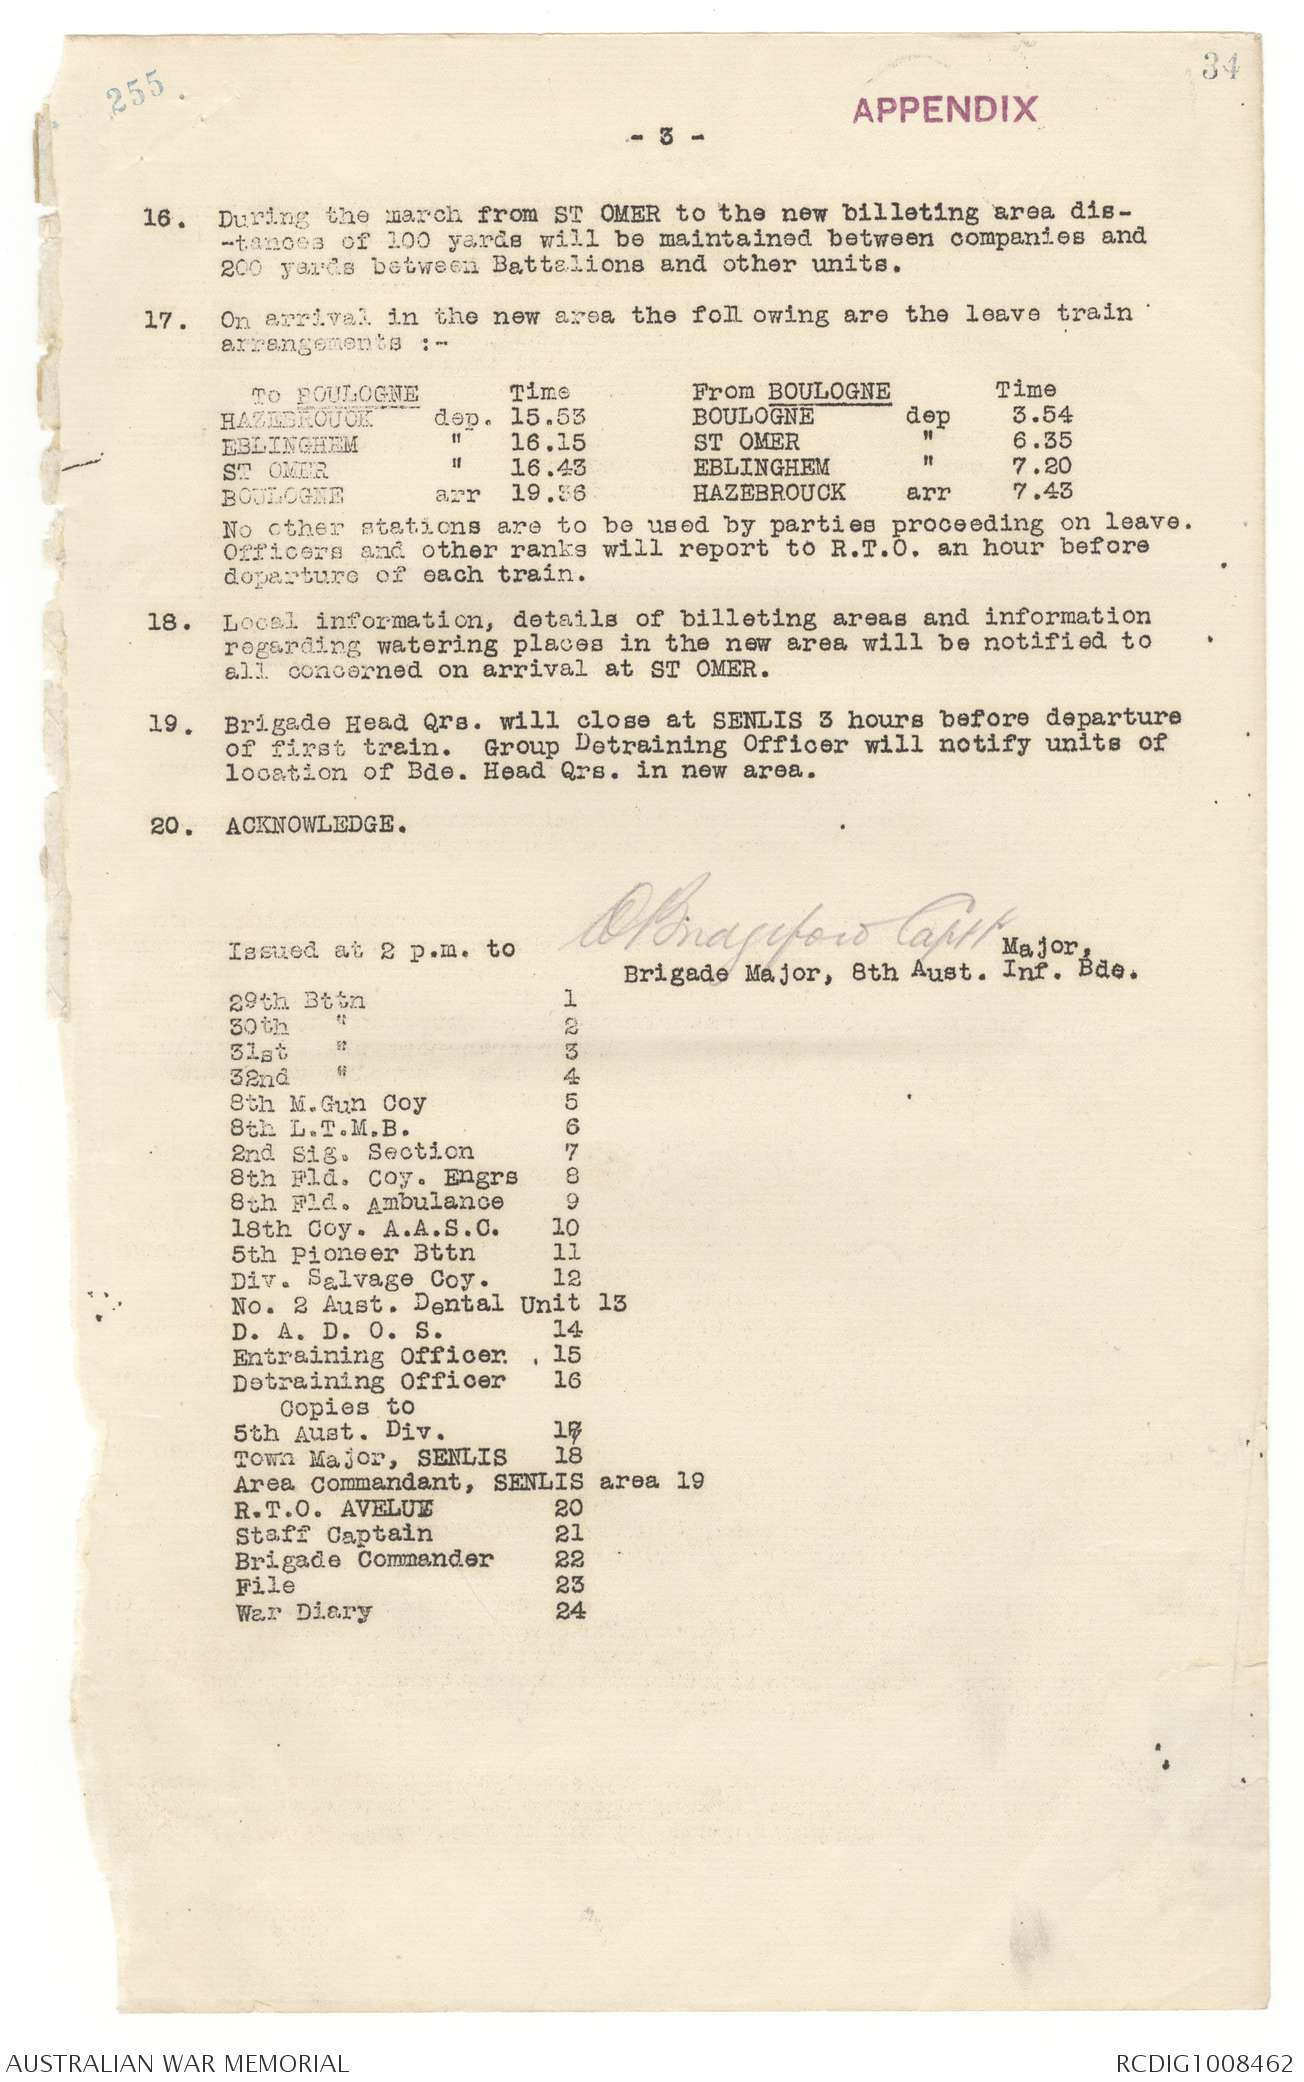 255.
34
APPENDIX
- 3 -
16. During the march from ST OMER to the new billeting area dis-
-tances of 100 yards will be maintained between companies and
200 yards between Battalions and other units.
17. On arrival in the new area the foll owing are the leave train
arrangements :-
To BOULOGNE Time From BOULOGNE Time
HAZEBROUCK dep. 15.53 BOULOGNE dep 3.54
EBLINGHEM " 16.15 ST OMER " 6.35
ST OMER " 16.43 EBLINGHEM " 7.20
BOULOGNE arr 19.36 HAZEBROUCK arr 7.43
No other stations are to be used by parties proceeding on leave.
Officers and other ranks will report to R.T.O. an hour before
departure of each train.
18. Local information, details of billeting areas and information
regarding watering places in the new area will be notified to
all concerned on arrival at ST OMER.
19. Brigade Head Qrs. will close at SENLIS 3 hours before departure
of first train. Group Detraining Officer will notify units of
location of Bde. Head Qrs. in new area.
20. ACKNOWLEDGE.
Bridgeford Captt
Issued at 2 p.m. to Major,
Brigade Major, 8th Aust. Inf. Bde.
29th Bttn 1
30th " 2
31st " 3
32nd " 4
8th M.Gun Coy 5
8th L.T.M.B. 6
2nd Sig. Section 7
8th Fld. Coy. Engrs 8
8th Fld. Ambulance 9
18th Coy. A.A.S.C. 10
5th Pioneer Bttn 11
Div. Salvage Coy. 12
No. 2 Aust. Dental Unit 13
D. A. D. O. S. 14
Entraining Officer. 15
Detraining Officer 16
Copies to
5th Aust. Div. 17
Town Major, SENLIS 18
Area Commandant, SENLIS area 19
R.T.O. AVELUY 20
Staff Captain 21
Brigade Commander 22
File 23
War Diary 24
AUSTRALIAN WAR MEMORIAL
RCDIG1008462